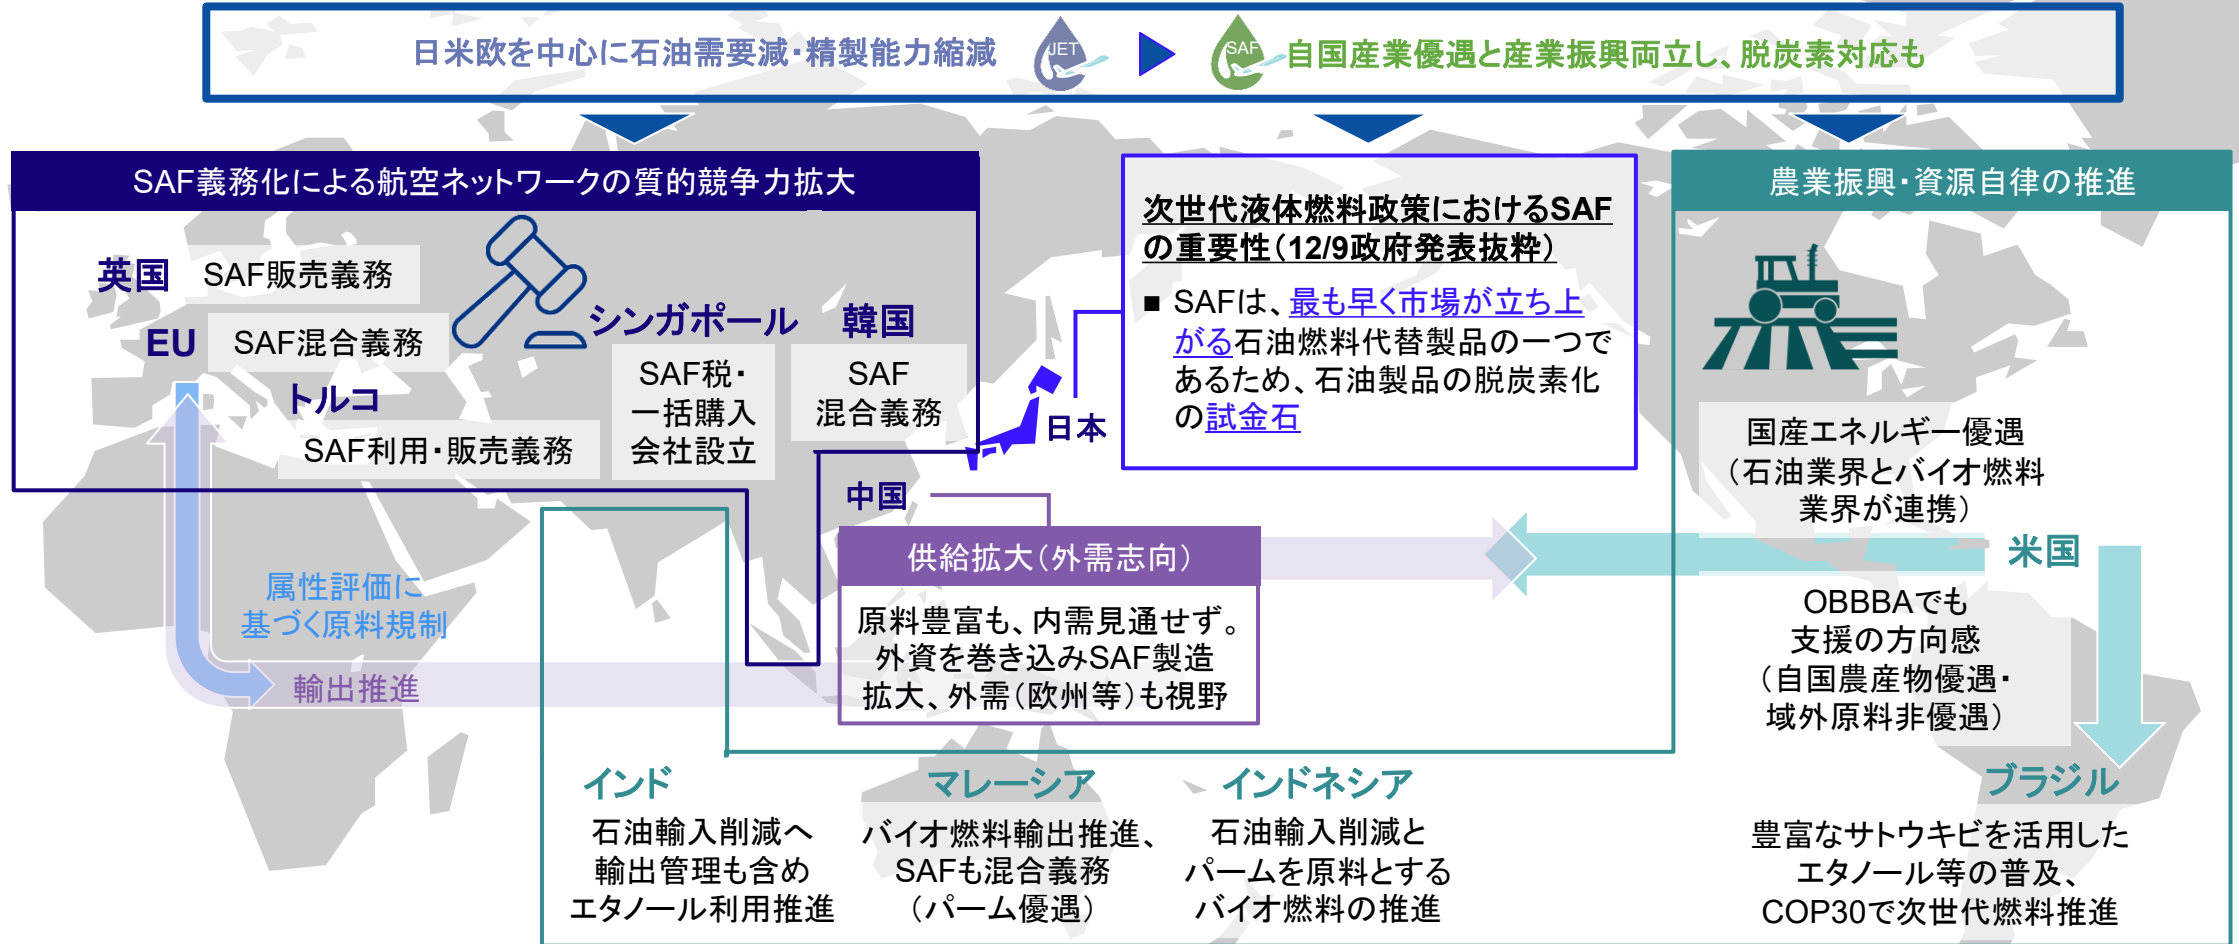 日米欧を中心に石油需要減・精製能力縮減
JET
SAF
自国産業優遇と産業振興両立し、脱炭素対応も
SAF義務化による航空ネットワークの質的競争力拡大
英国
SAF販売義務
EU
SAF混合義務
トルコ
SAF利用・販売義務
シンガポール
SAF税・
一括購入
会社設立
韓国
SAF
混合義務
日本
次世代液体燃料政策におけるSAF
の重要性（12/9政府発表抜粋）
■ SAFは、最も早く市場が立ち上
がる石油燃料代替製品の一つで
あるため、石油製品の脱炭素化
の試金石
中国
供給拡大（外需志向）
原料豊富も、内需見通せず。
外資を巻き込みSAF製造
拡大、外需（欧州等）も視野
属性評価に
基づく原料規制
輸出推進
農業振興・資源自律の推進
国産エネルギー優遇
（石油業界とバイオ燃料
業界が連携）
米国
OBBBAでも
支援の方向感
（自国農産物優遇・
域外原料非優遇）
インド
石油輸入削減へ
輸出管理も含め
エタノール利用推進
マレーシア
バイオ燃料輸出推進、
SAFも混合義務
（パーム優遇）
インドネシア
石油輸入削減と
パームを原料とする
バイオ燃料の推進
ブラジル
豊富なサトウキビを活用した
エタノール等の普及、
COP30で次世代燃料推進